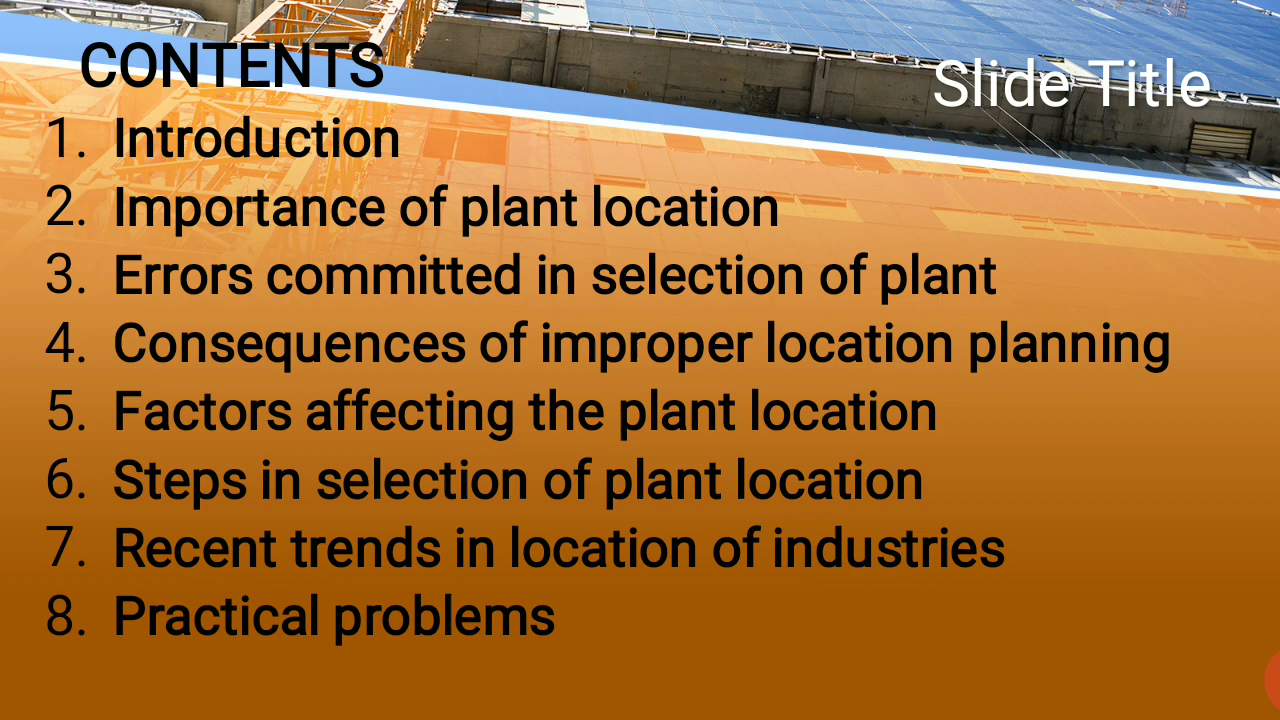 CONTENTS
Slide Title
1. Introduction
2. Importance of plant location
3. Errors committed in selection of plant
4. Consequences of improper location planning
5. Factors affecting the plant location
6. Steps in selection of plant location
7. Recent trends in location of industries
8. Practical problems